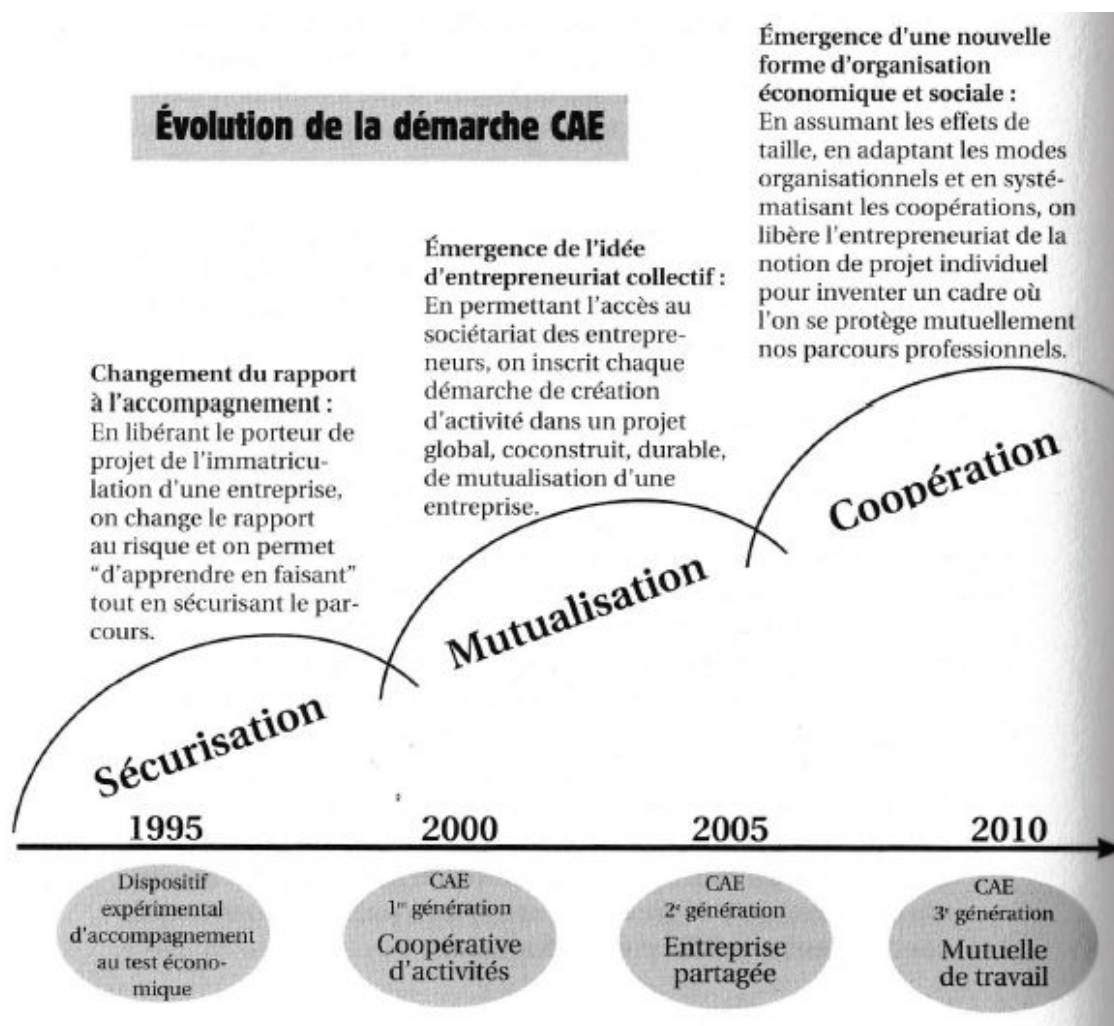 Évolution de la démarche CAE
Changement du rapport
à l'accompagnement :
En libérant le porteur de
projet de l'immatricu-
lation d'une entreprise,
on change le rapport
au risque et on permet
“d'apprendre en faisant”
tout en sécurisant le par-
cours.
Émergence de l'idée
d'entrepreneuriat collectif :
En permettant l'accès au
sociétariat des entrepre-
neurs, on inscrit chaque
démarche de création
d'activité dans un projet
global, coconstruit, durable,
de mutualisation d'une
entreprise.
Émergence d'une nouvelle
forme d'organisation
économique et sociale :
En assumant les effets de
taille, en adaptant les modes
organisationnels et en systé-
matisant les coopérations, on
libère l'entrepreneuriat de la
notion de projet individuel
pour inventer un cadre où
l'on se protège mutuellement
nos parcours professionnels.
Sécurisation
Mutualisation
Coopération
1995
2000
2005
2010
Dispositif
expérimental
d'accompagnement
au test écono-
mique
CAE
1re génération
Coopérative
d'activités
CAE
2e génération
Entreprise
partagée
CAE
3e génération
Mutuelle
de travail